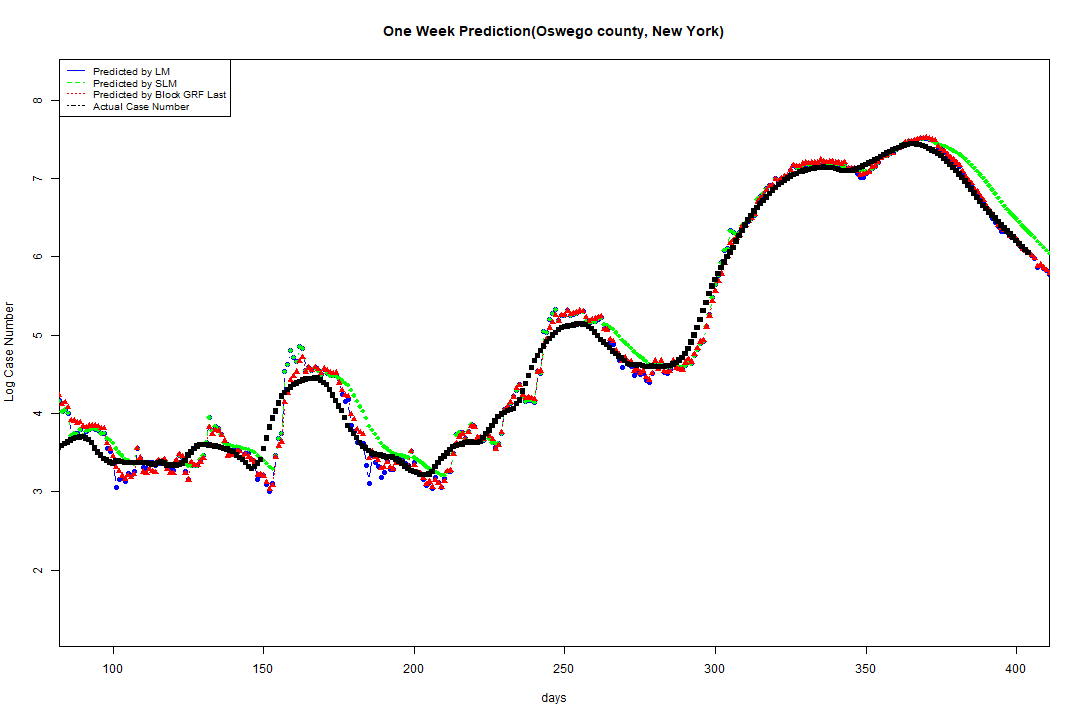 One Week Prediction(Oswego county, New York)
Predicted by LM
Predicted by SLM
Predicted by Block GRF Last
Actual Case Number
8
7
6
5
4
3
2
Log Case Number
100 150 200 250 300 350 400
days